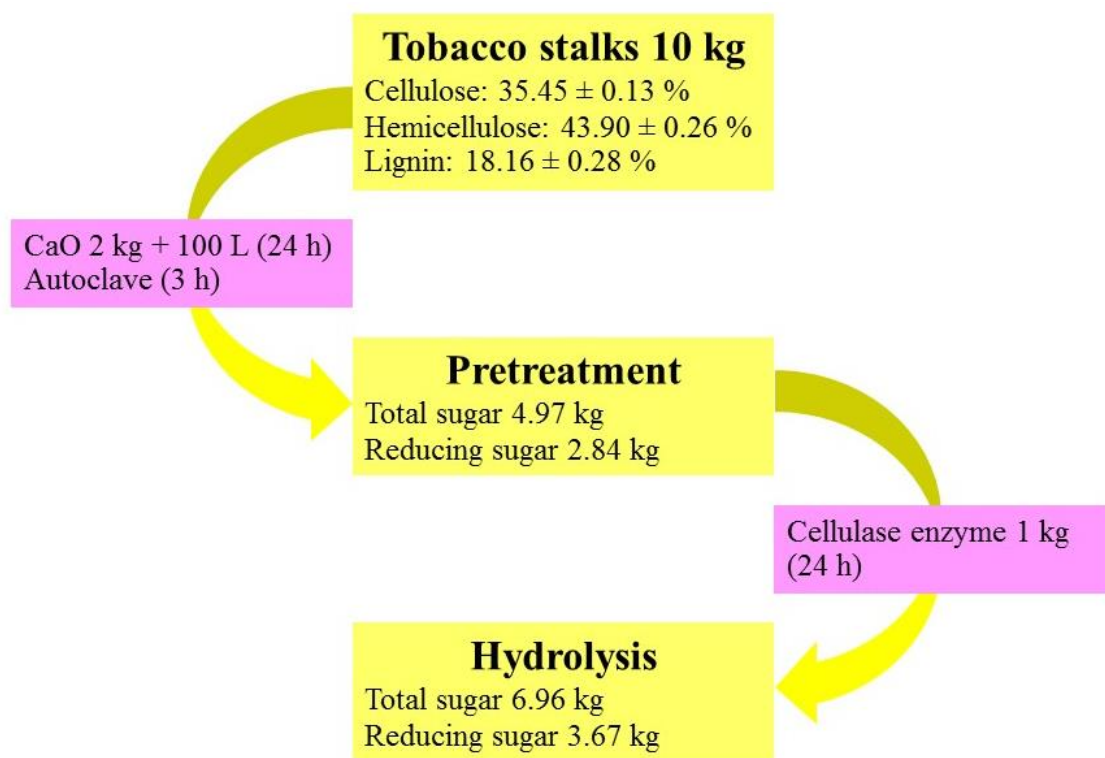 Tobacco stalks 10 kg
Cellulose: 35.45 ± 0.13 %
Hemicellulose: 43.90 ± 0.26 %
Lignin: 18.16 ± 0.28 %
CaO 2 kg + 100 L (24 h)
Autoclave (3 h)
Pretreatment
Total sugar 4.97 kg
Reducing sugar 2.84 kg
Cellulase enzyme 1 kg
(24 h)
Hydrolysis
Total sugar 6.96 kg
Reducing sugar 3.67 kg